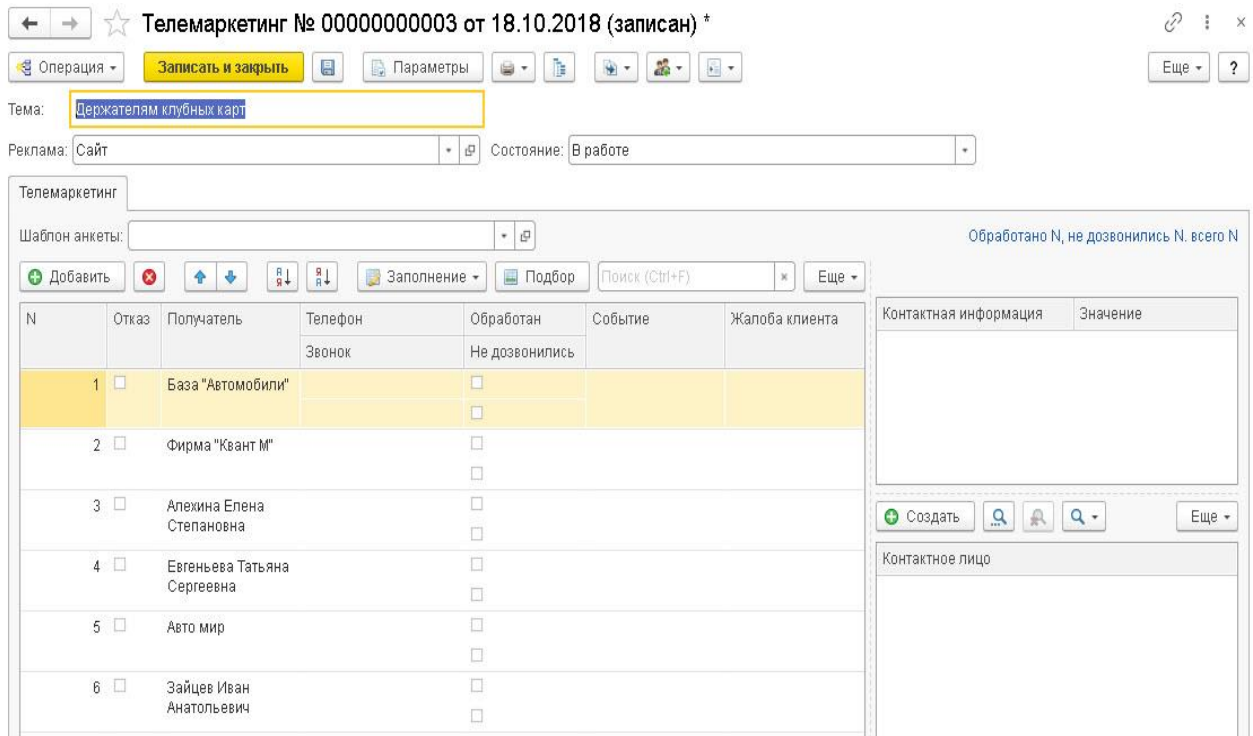 Телемаркетинг № 00000000003 от 18.10.2018 (записан) *
Операция
Записать и закрыть
Параметры
Еще
?
Тема: Держателям клубных карт
Реклама: Сайт
Состояние: В работе
Телемаркетинг
Шаблон анкеты:
Обработано N, не дозвонились N. всего N
Добавить
Заполнение
Подбор
Поиск (Ctrl+F)
Еще
N Отказ Получатель Телефон Обработан Событие Жалоба клиента
Звонок Не дозвонились
1 База "Автомобили"
2 Фирма "Квант М"
3 Алехина Елена
Степановна
4 Евгеньева Татьяна
Сергеевна
5 Авто мир
6 Зайцев Иван
Анатольевич
Контактная информация Значение
Создать
Еще
Контактное лицо